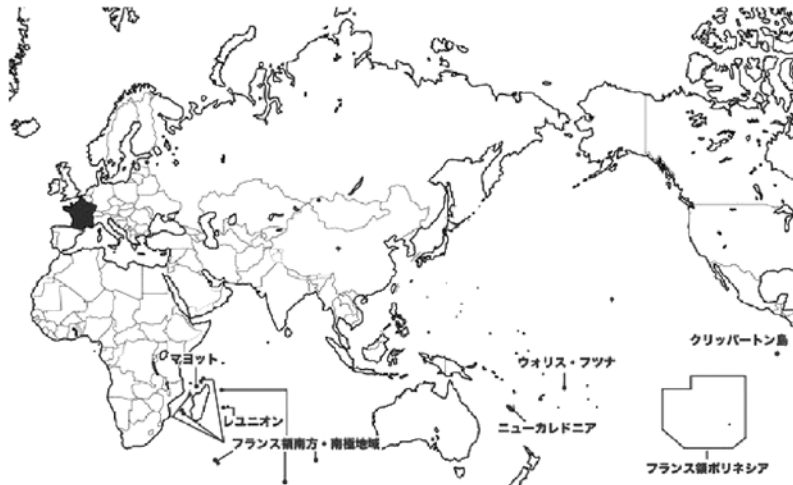 クリッパートン島
マヨット
ウォリス・フツナ
レユニオン
ニューカレドニア
フランス領南方・南極地域
フランス領ポリネシア